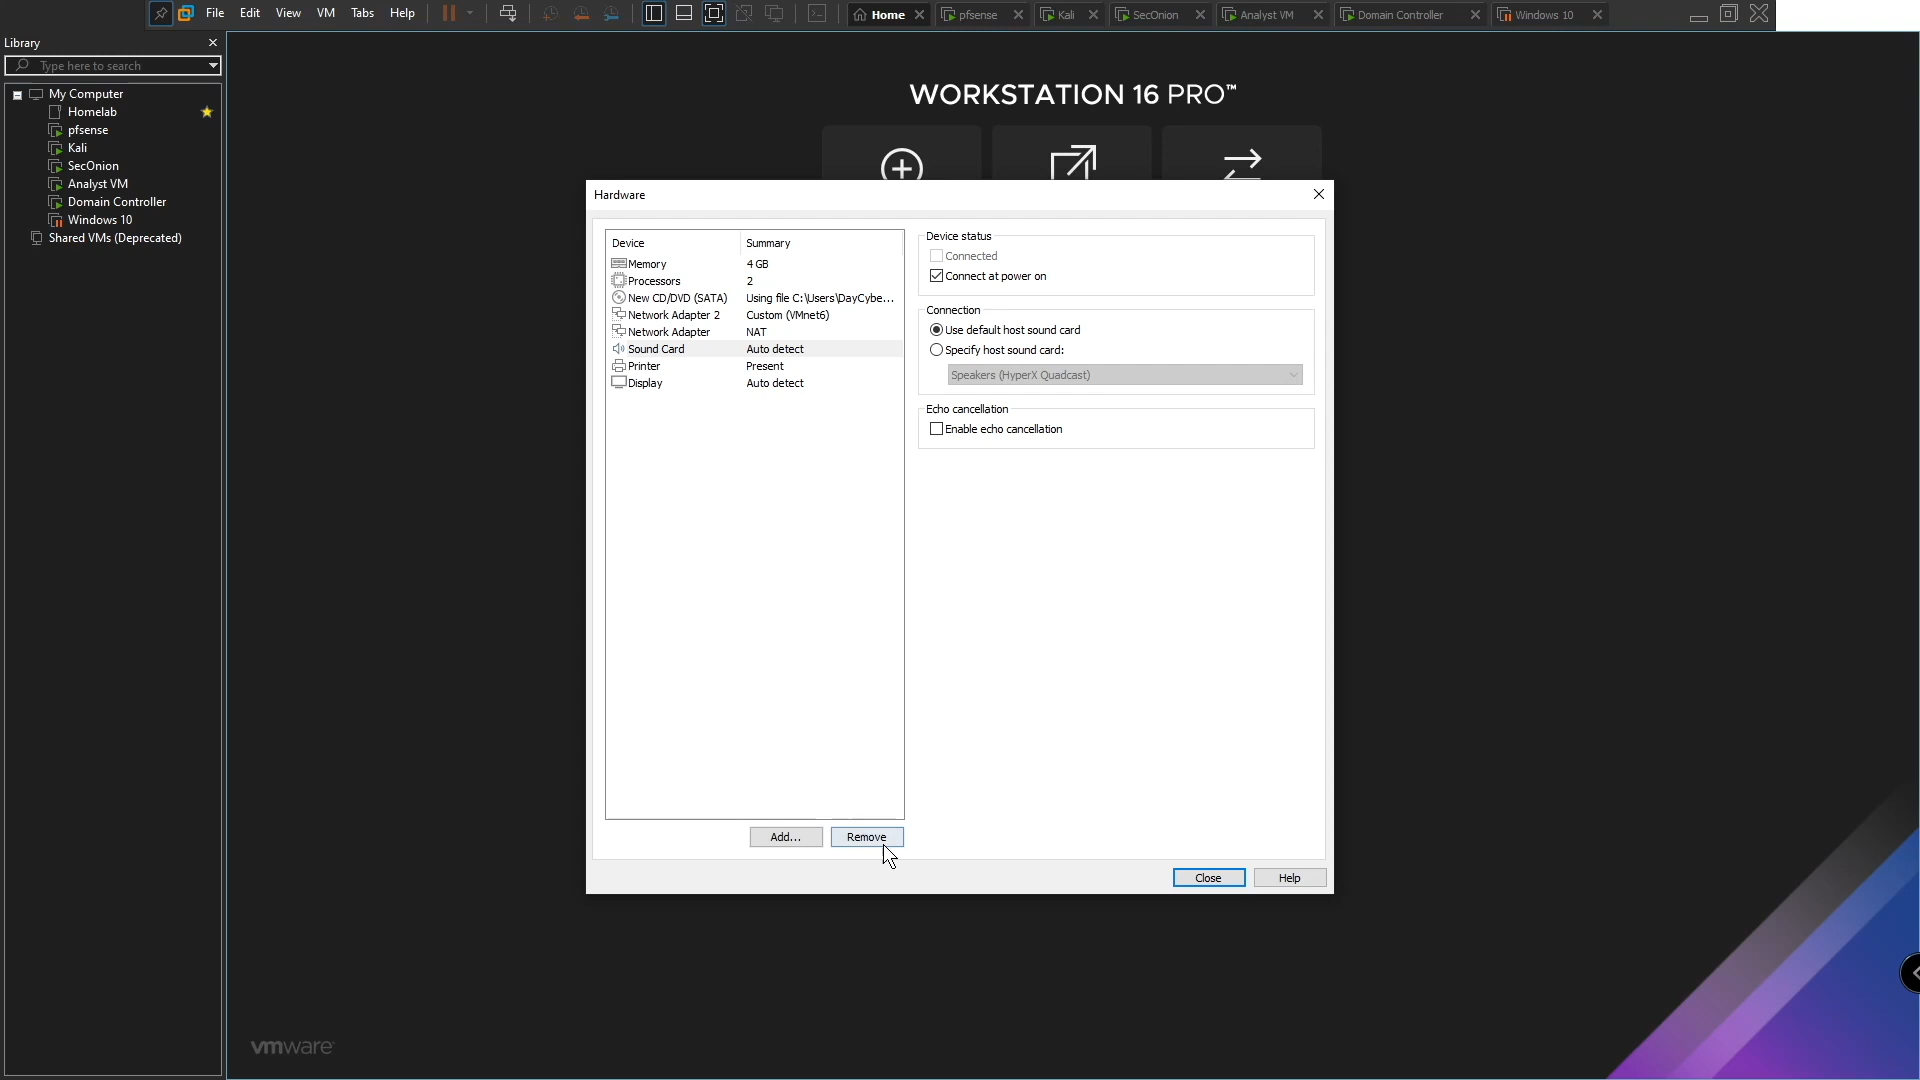 File Edit View VM Tabs Help
Home pfsense Kali SecOnion Analyst VM Domain Controller Windows 10
Library
Type here to search
My Computer
Homelab
pfsense
Kali
SecOnion
Analyst VM
Domain Controller
Windows 10
Shared VMs (Deprecated)
WORKSTATION 16 PRO™
Hardware
Device Summary
Memory 4 GB
Processors 2
New CD/DVD (SATA) Using file C:\Users\DayCybe...
Network Adapter 2 Custom (VMnet6)
Network Adapter NAT
Sound Card Auto detect
Printer Present
Display Auto detect
Add... Remove
Device status
Connected
Connect at power on
Connection
Use default host sound card
Specify host sound card:
Speakers (HyperX Quadcast)
Echo cancellation
Enable echo cancellation
Close Help
vmware